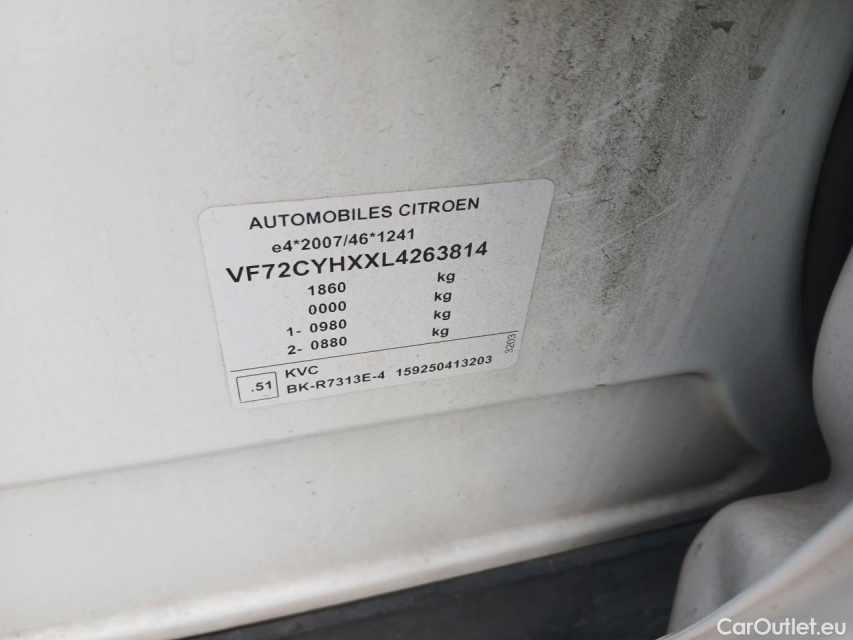 AUTOMOBILES CITROEN
e4*2007/46*1241
VF72CYHXXL4263814
1860 kg
0000 kg
1- 0980 kg
2- 0880 kg
.51 KVC
BK-R7313E-4 159250413203
3203
CarOutlet.eu